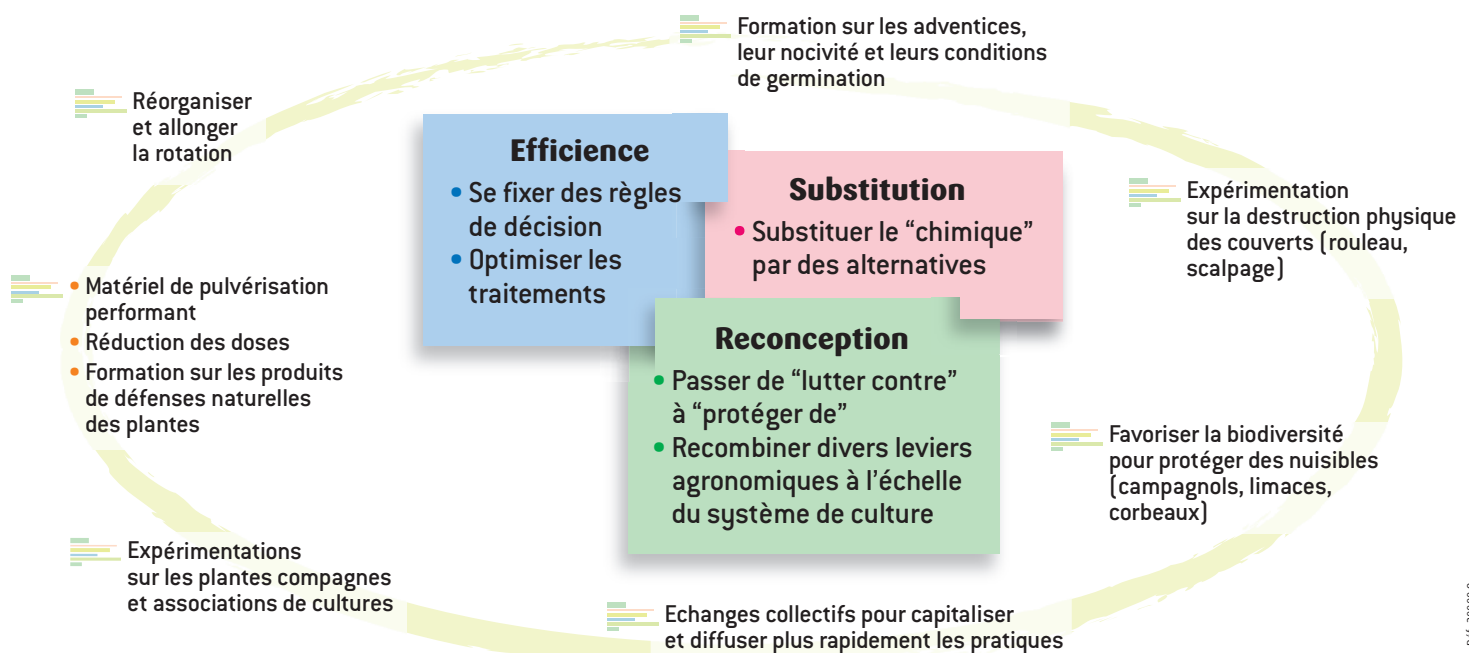 Formation sur les adventices,
leur nocivité et leurs conditions
de germination
Réorganiser
et allonger
la rotation
Efficience
• Se fixer des règles
de décision
• Optimiser les
traitements
Substitution
• Substituer le “chimique”
par des alternatives
Expérimentation
sur la destruction physique
des couverts (rouleau,
scalpage)
• Matériel de pulvérisation
performant
• Réduction des doses
• Formation sur les produits
de défenses naturelles
des plantes
Reconception
• Passer de “lutter contre”
à “protéger de”
• Recombiner divers leviers
agronomiques à l’échelle
du système de culture
Favoriser la biodiversité
pour protéger des nuisibles
(campagnols, limaces,
corbeaux)
Expérimentations
sur les plantes compagnes
et associations de cultures
Echanges collectifs pour capitaliser
et diffuser plus rapidement les pratiques